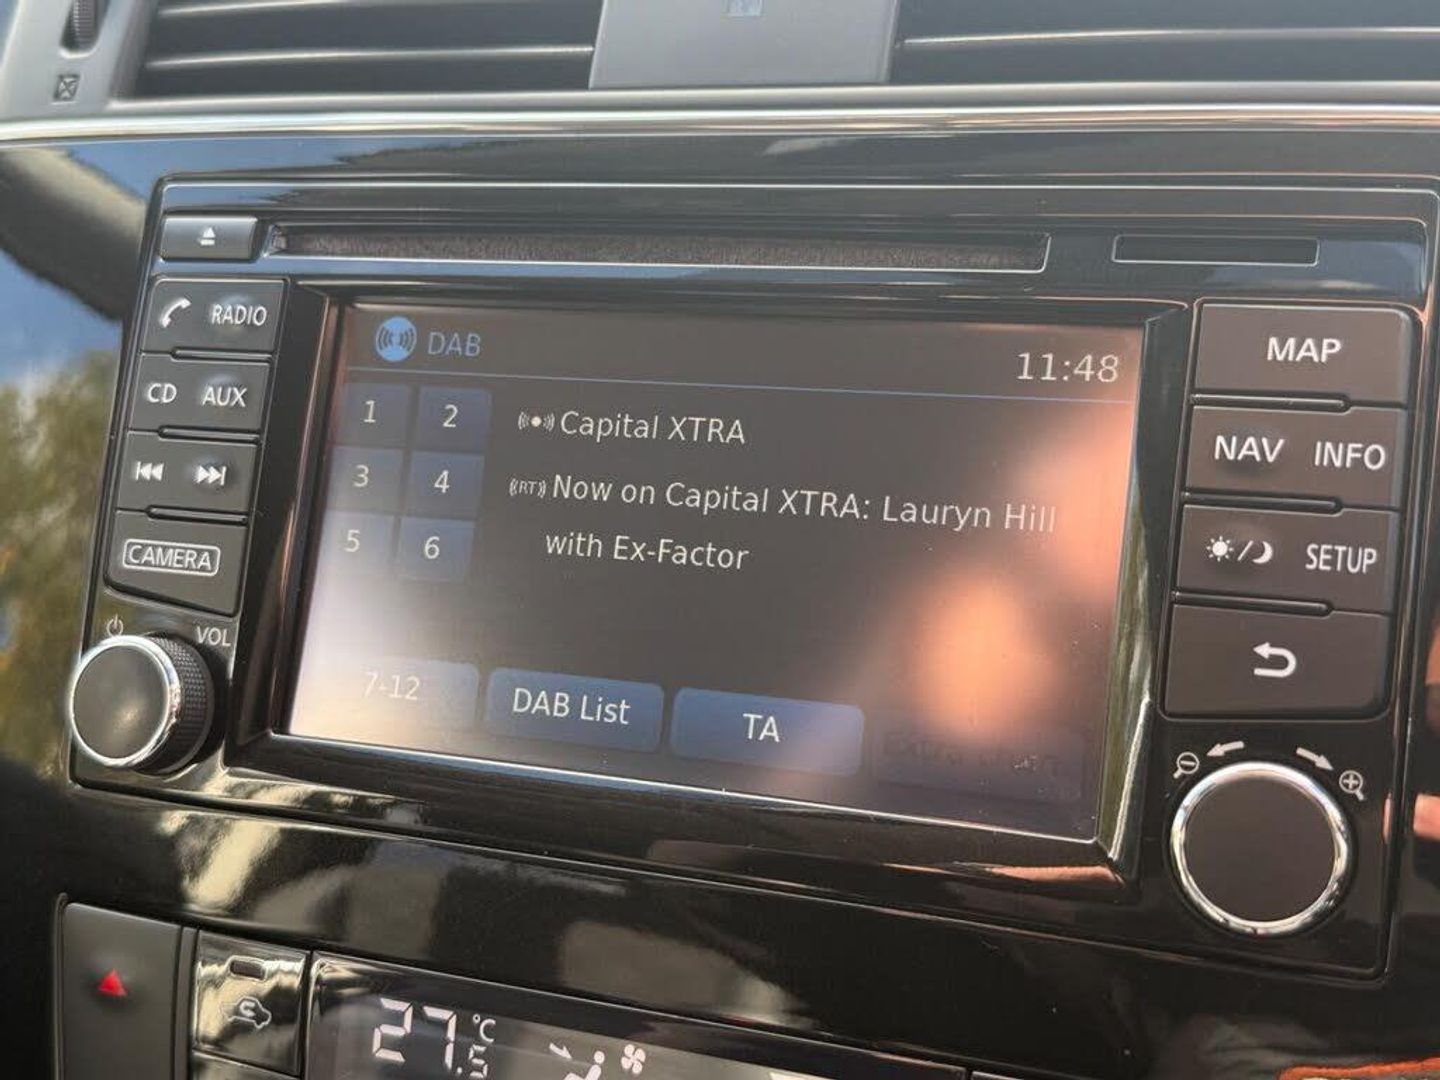 DAB
11:48
RADIO
CD AUX
CAMERA
VOL
1 2
3 4
5 6
Capital XTRA
RT Now on Capital XTRA: Lauryn Hill
with Ex-Factor
7-12
DAB List
TA
MAP
NAV INFO
SETUP
27.5°C